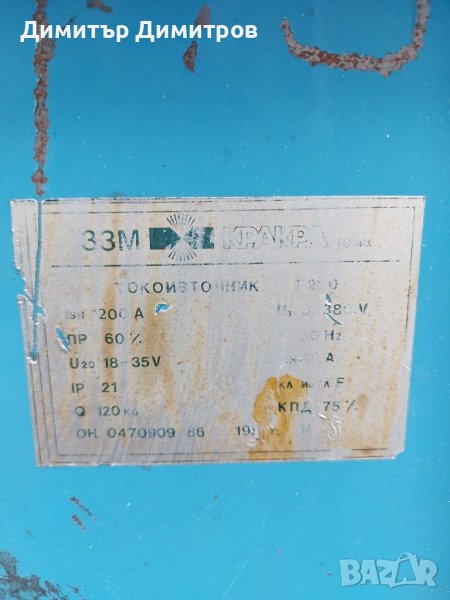 Димитър Димитров
ЗЗМ КРАКРА
ТОКОИЗТОЧНИК
200 А
ПР 60 %
U20 18-35V
IP 21 F
Q 120 KG КПД 75 %
ОН 0470909 86
BAZAR